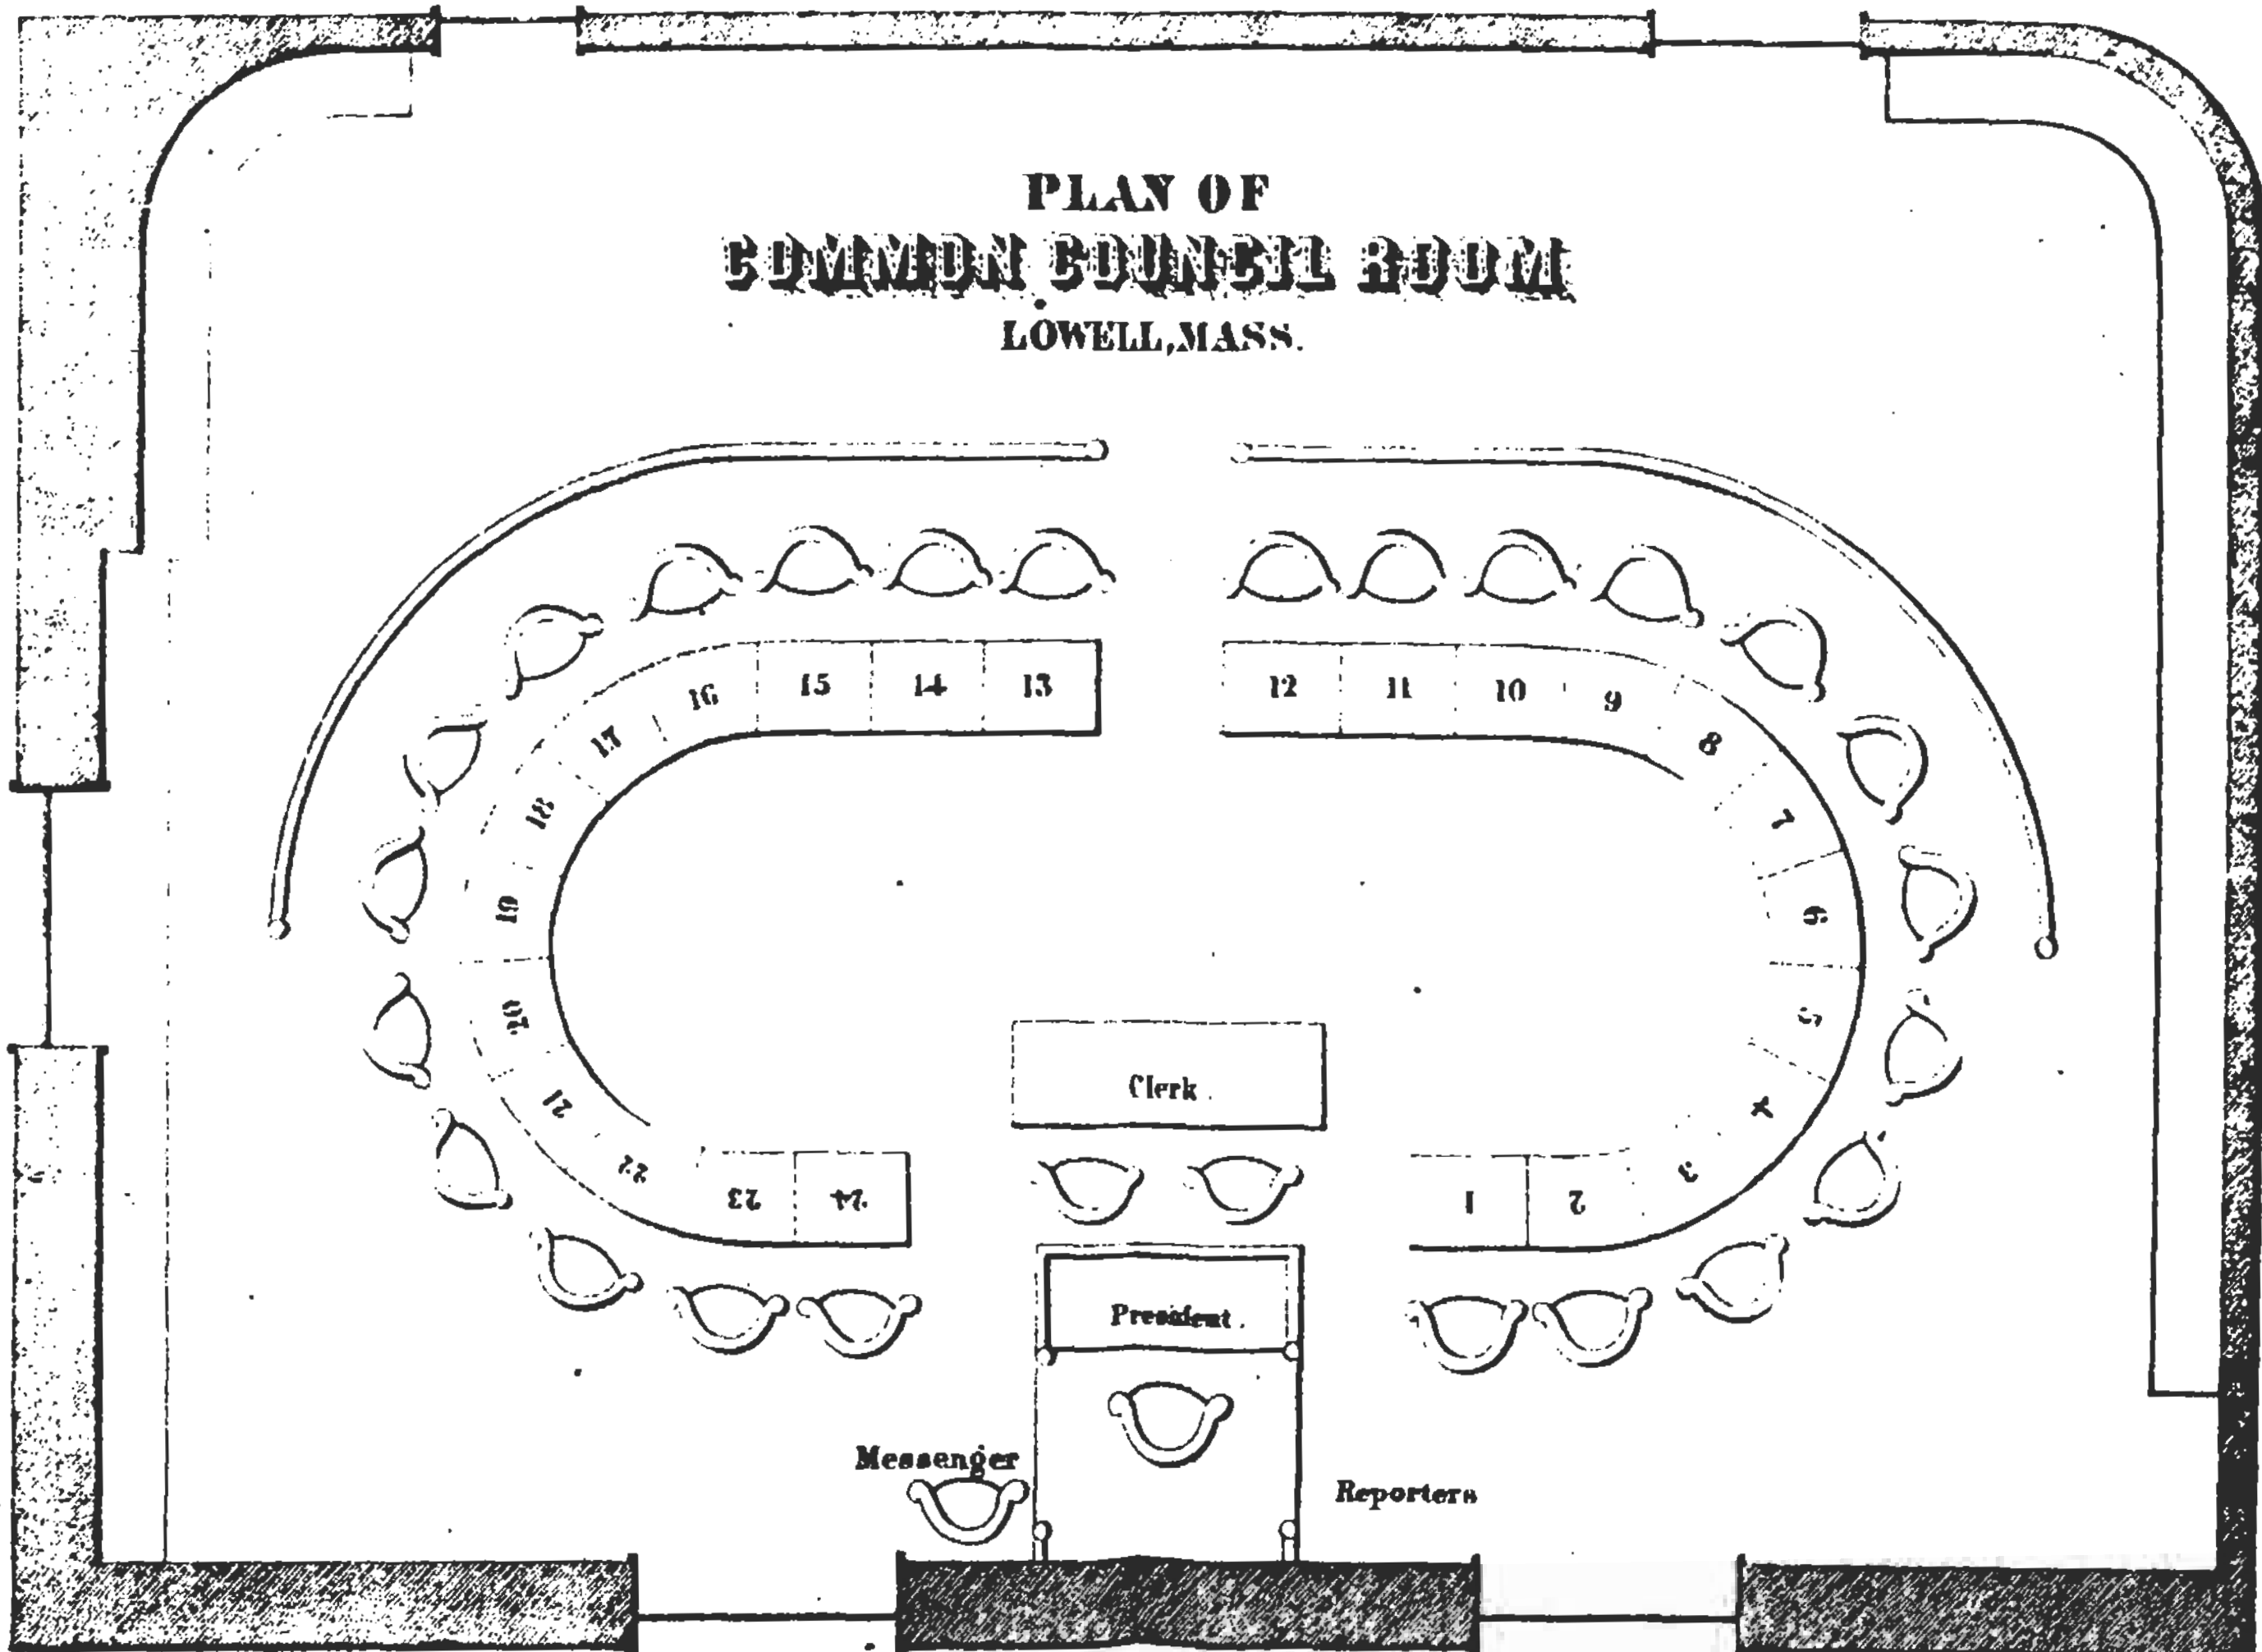 PLAN OF
COMMON COUNCIL ROOM
LOWELL, MASS.
16 15 14 13 12 11 10 9
17 8
18 7
19 6
20 5
21 4
22 3
23 24 1 2
Clerk.
President.
Messenger
Reporters